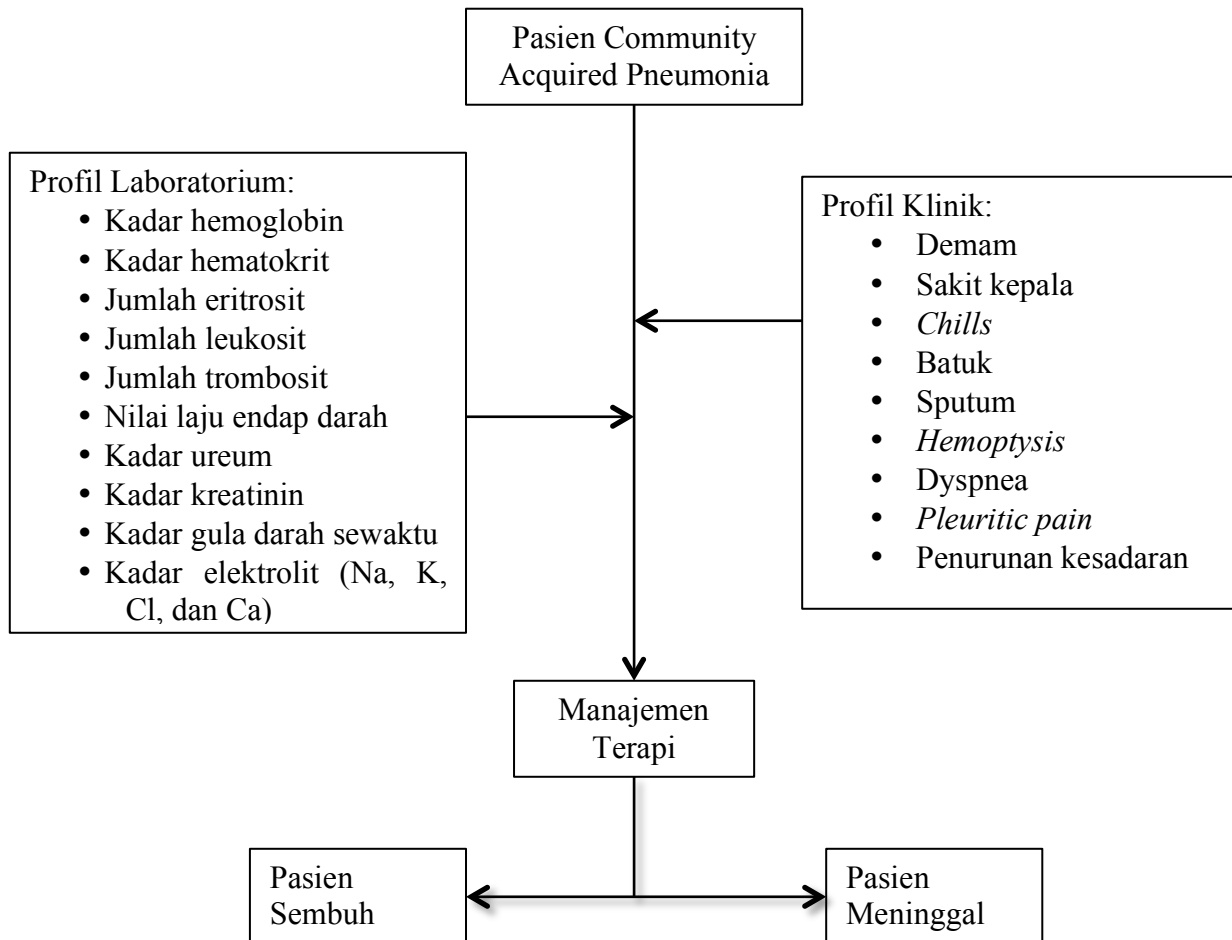 Pasien Community
Acquired Pneumonia
Profil Laboratorium:
• Kadar hemoglobin
• Kadar hematokrit
• Jumlah eritrosit
• Jumlah leukosit
• Jumlah trombosit
• Nilai laju endap darah
• Kadar ureum
• Kadar kreatinin
• Kadar gula darah sewaktu
• Kadar elektrolit (Na, K,
Cl, dan Ca)
Profil Klinik:
• Demam
• Sakit kepala
• Chills
• Batuk
• Sputum
• Hemoptysis
• Dyspnea
• Pleuritic pain
• Penurunan kesadaran
Manajemen
Terapi
Pasien
Sembuh
Pasien
Meninggal